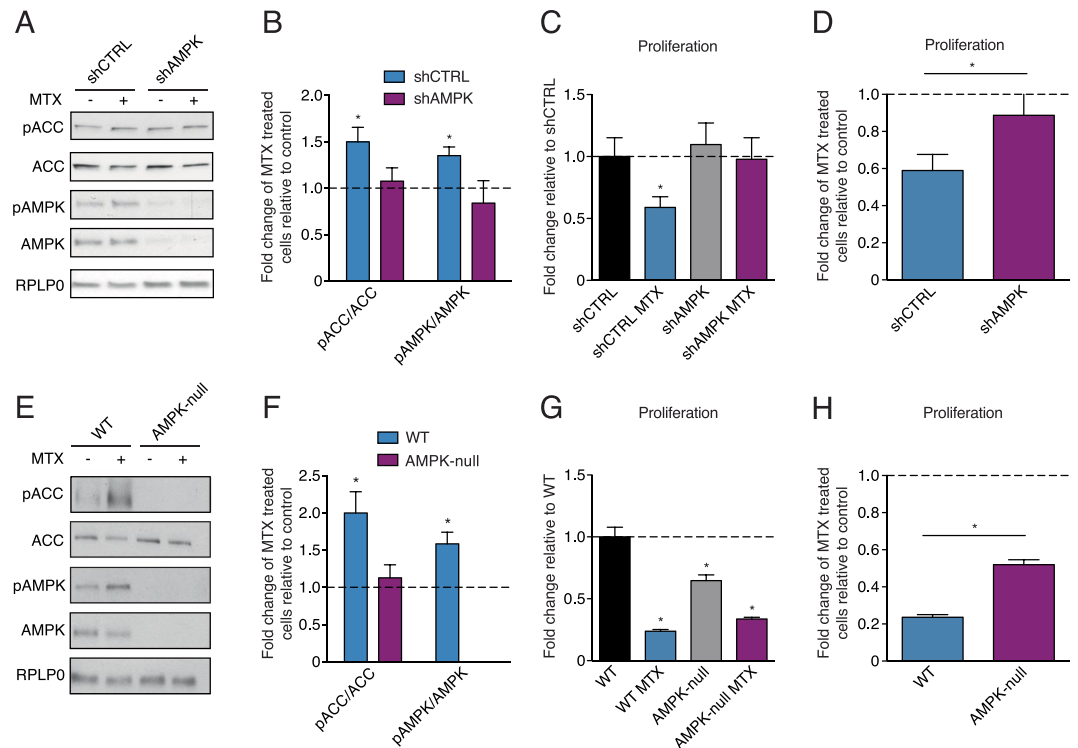 A
shCTRL
shAMPK
MTX - + - +
pACC
ACC
pAMPK
AMPK
RPLP0
B
shCTRL
shAMPK
Fold change of MTX treated
cells relative to control
2.0
1.5
1.0
0.5
0
*
*
pACC/ACC
pAMPK/AMPK
C
Proliferation
Fold change relative to shCTRL
1.5
1.0
0.5
0
*
shCTRL
shCTRL MTX
shAMPK
shAMPK MTX
D
Proliferation
*
Fold change of MTX treated
cells relative to control
1.0
0.8
0.6
0.4
0.2
0
shCTRL
shAMPK
E
WT
AMPK-null
MTX - + - +
pACC
ACC
pAMPK
AMPK
RPLP0
F
WT
AMPK-null
Fold change of MTX treated
cells relative to control
2.5
2.0
1.5
1.0
0.5
0
*
*
pACC/ACC
pAMPK/AMPK
G
Proliferation
Fold change relative to WT
1.5
1.0
0.5
0
*
*
*
WT
WT MTX
AMPK-null
AMPK-null MTX
H
Proliferation
Fold change of MTX treated
cells relative to control
1.0
0.8
0.6
0.4
0.2
0
*
WT
AMPK-null